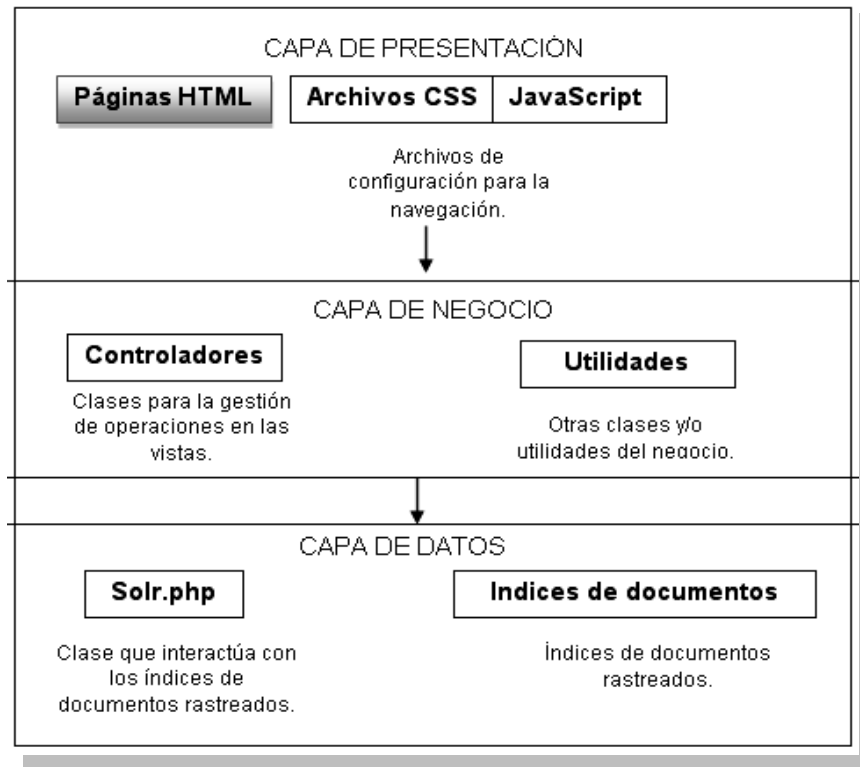 CAPA DE PRESENTACIÓN
Páginas HTML
Archivos CSS
JavaScript
Archivos de
configuración para la
navegación.
CAPA DE NEGOCIO
Controladores
Clases para la gestión
de operaciones en las
vistas.
Utilidades
Otras clases y/o
utilidades del negocio.
CAPA DE DATOS
Solr.php
Clase que interactúa con
los índices de
documentos rastreados.
Indices de documentos
Índices de documentos
rastreados.